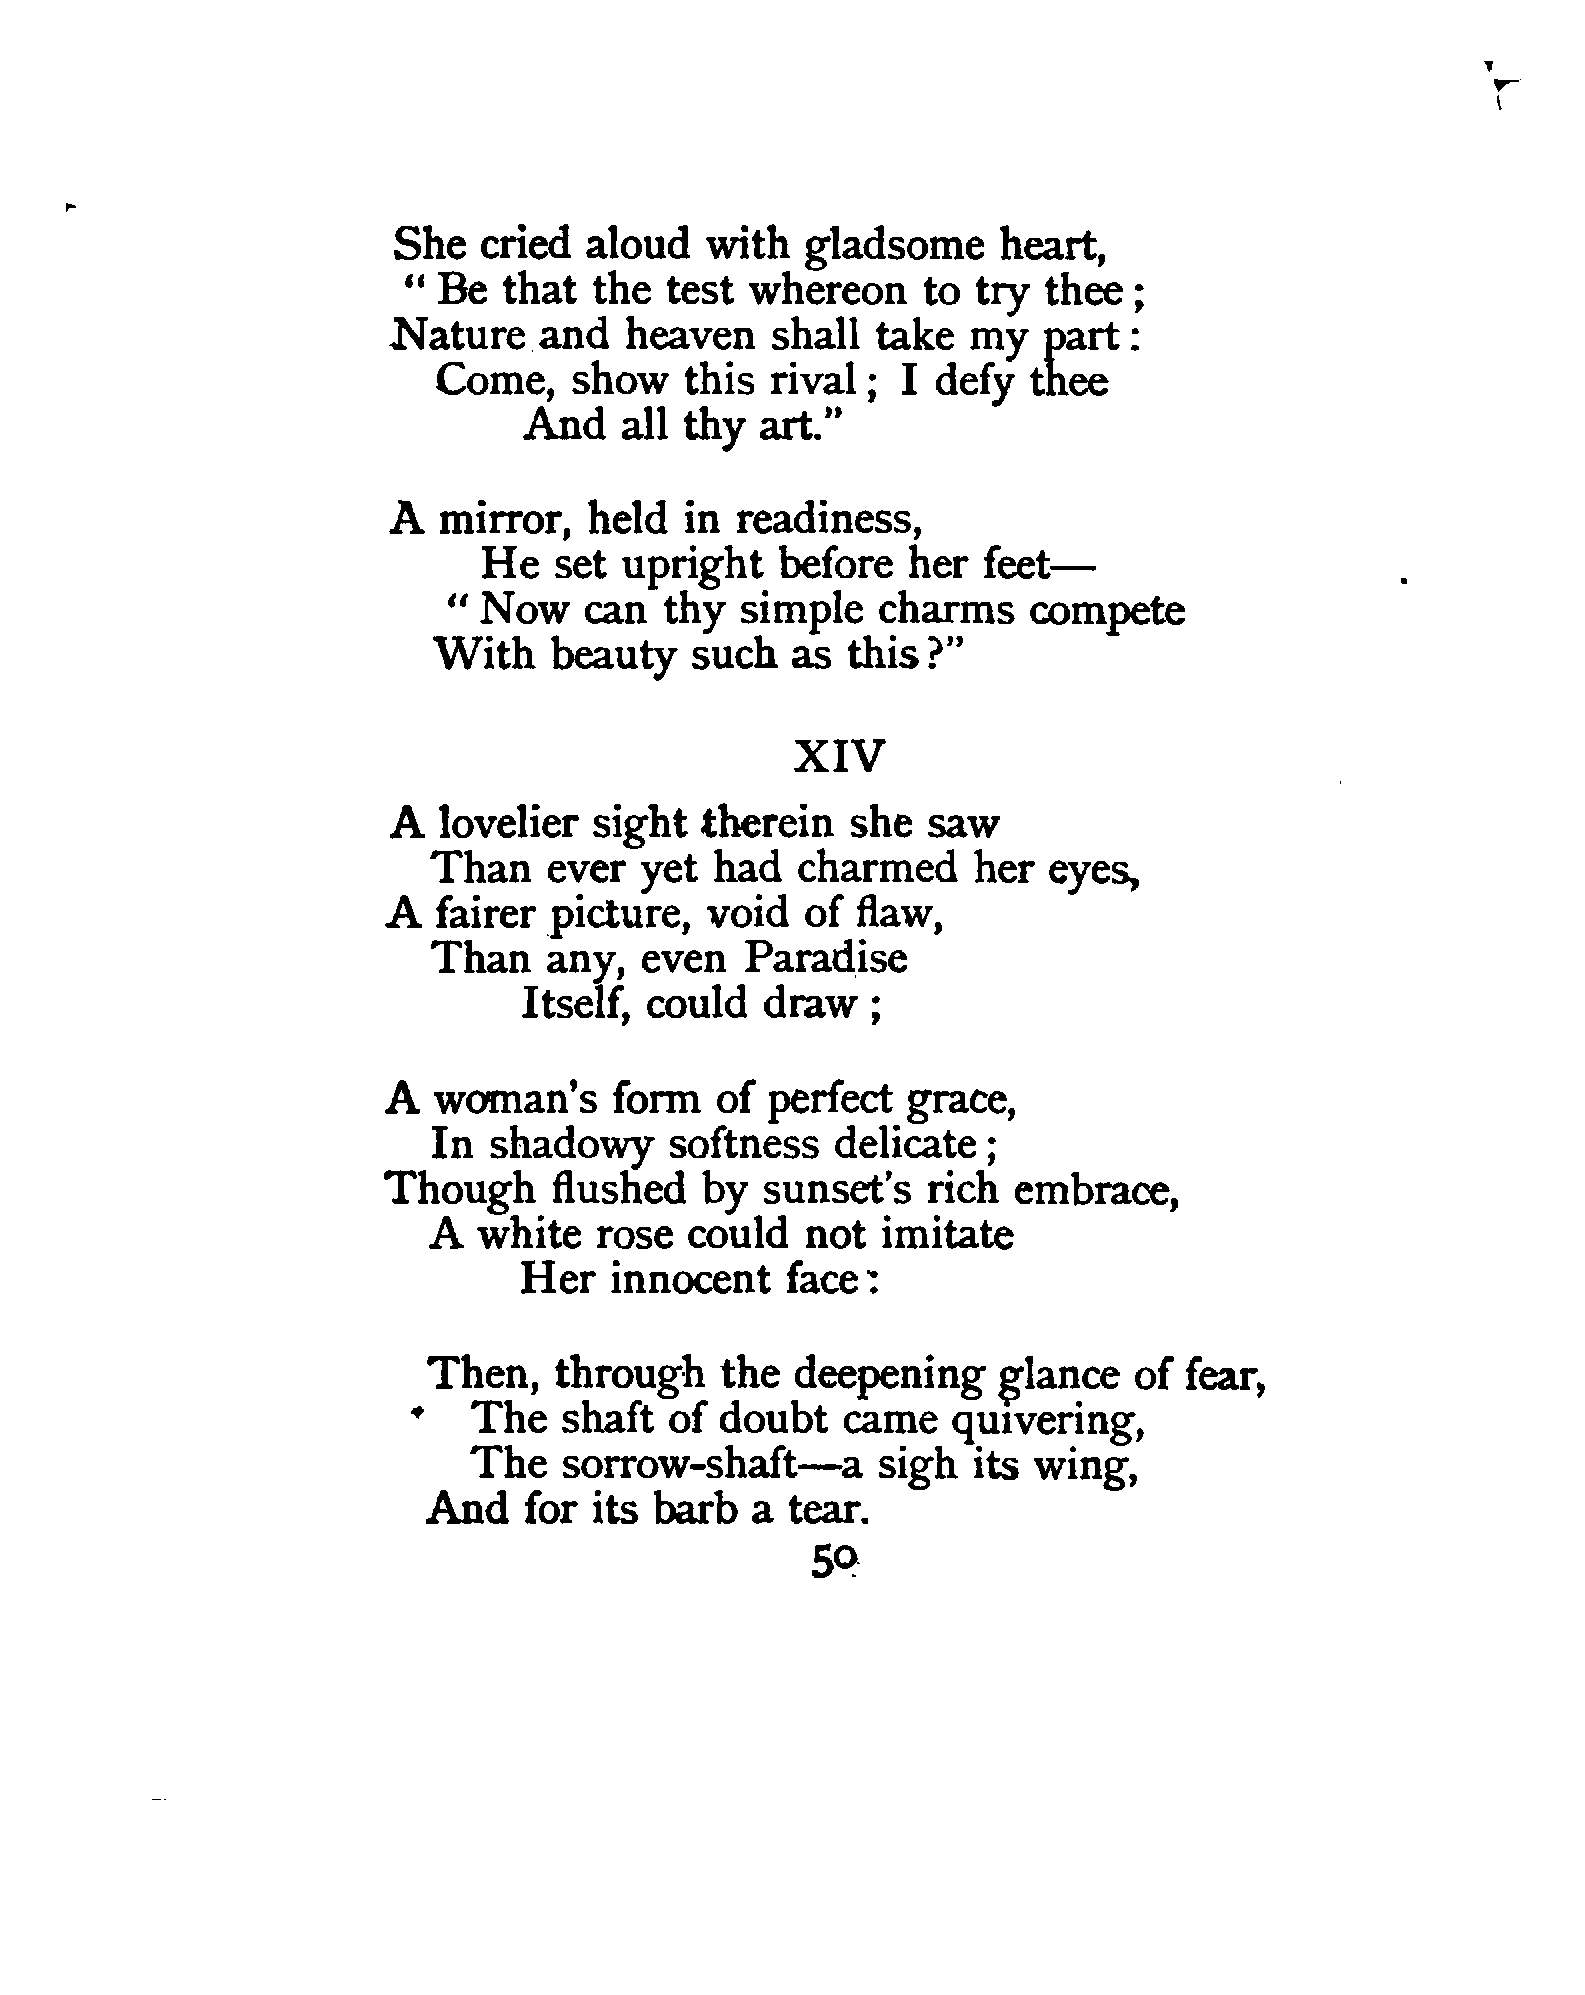 She cried aloud with gladsome heart,
“ Be that the test whereon to try thee ;
Nature and heaven shall take my part :
Come, show this rival ; I defy thee
And all thy art.”
A mirror, held in readiness,
He set upright before her feet—
“ Now can thy simple charms compete
With beauty such as this ?”
XIV
A lovelier sight therein she saw
Than ever yet had charmed her eyes,
A fairer picture, void of flaw,
Than any, even Paradise
Itself, could draw ;
A woman's form of perfect grace,
In shadowy softness delicate ;
Though flushed by sunset's rich embrace,
A white rose could not imitate
Her innocent face :
Then, through the deepening glance of fear,
The shaft of doubt came quivering,
The sorrow-shaft—a sigh its wing,
And for its barb a tear.
50